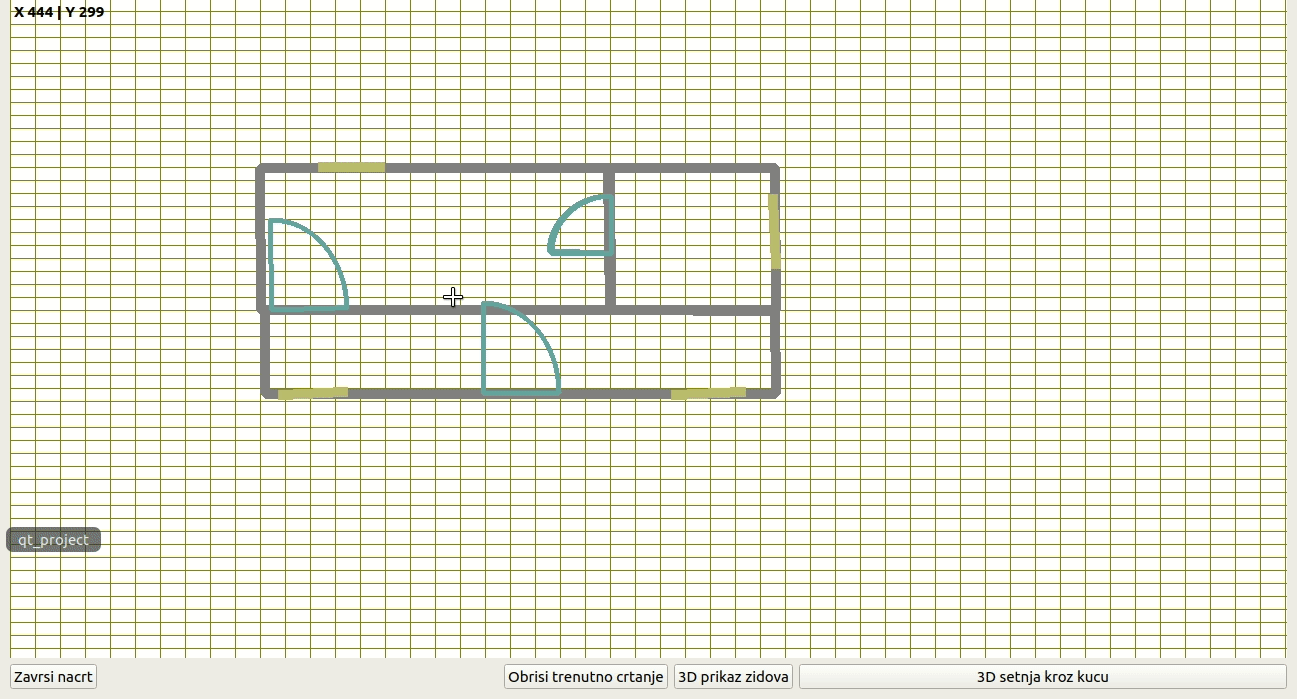 X 444 | Y 299
qt_project
Zavrsi nacrt
Obrisi trenutno crtanje
3D prikaz zidova
3D setnja kroz kucu